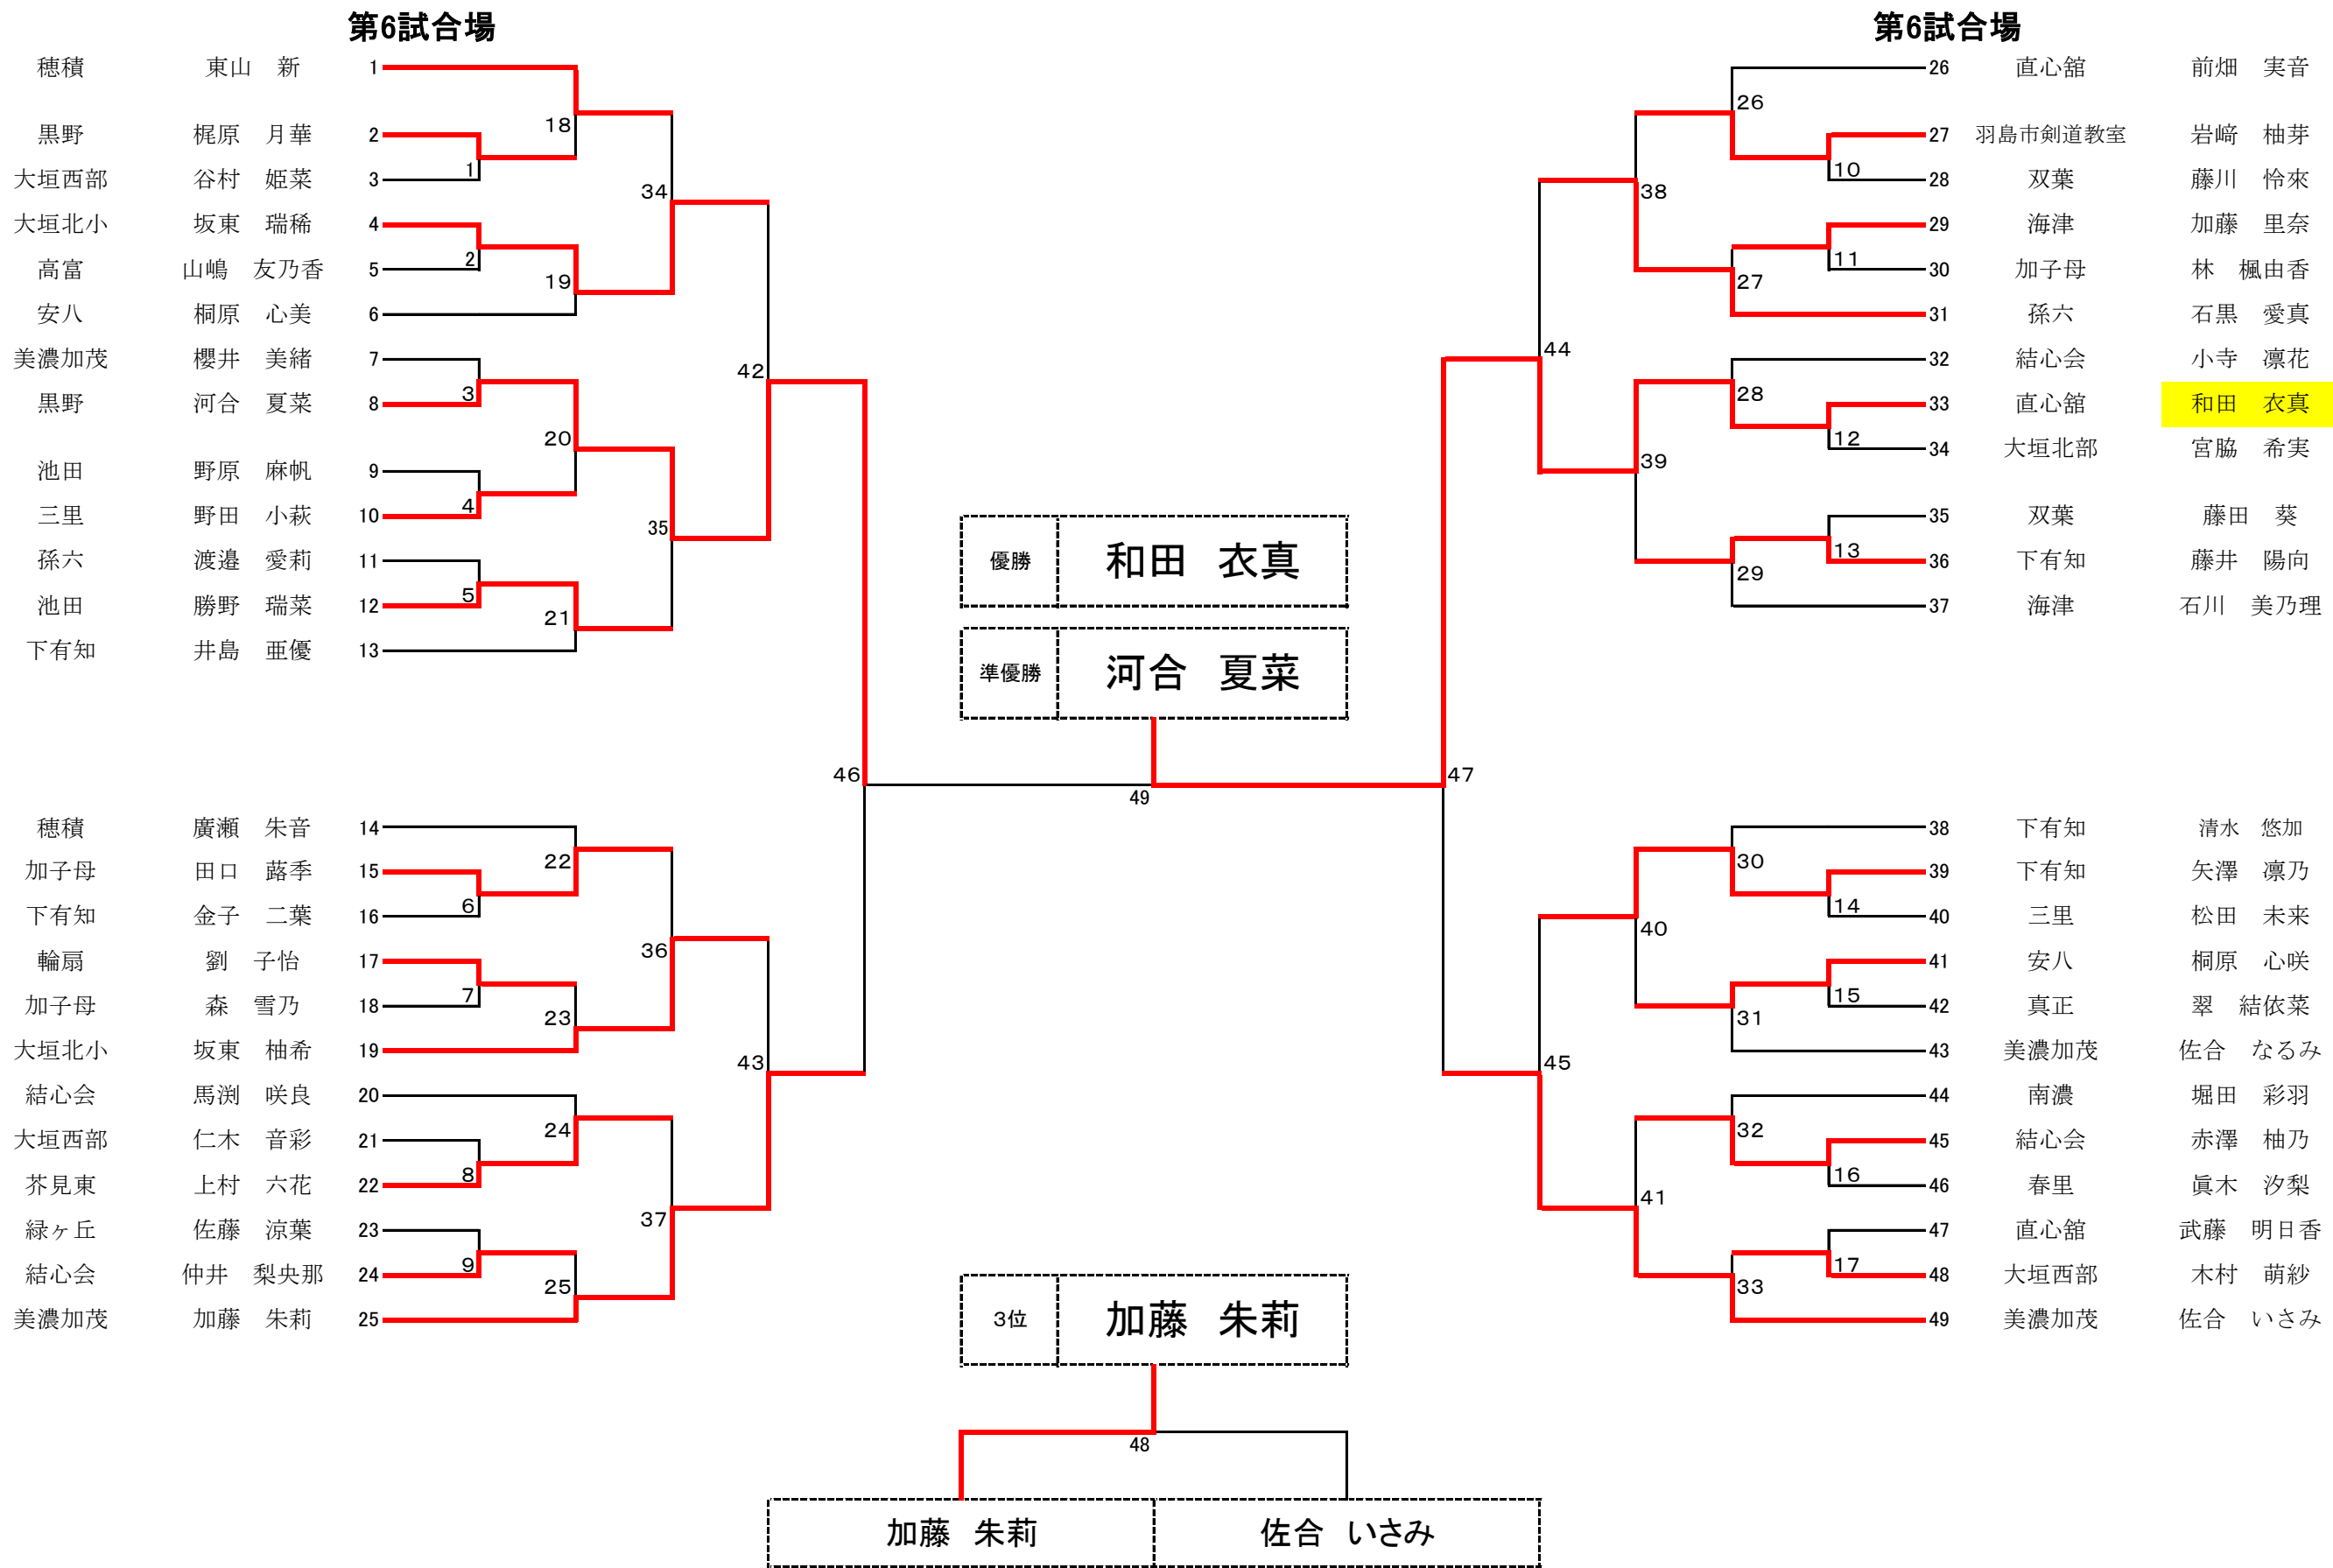 第6試合場
穂積 東山 新 1
黒野 梶原 月華 2
大垣西部 谷村 姫菜 3
大垣北小 坂東 瑞稀 4
高富 山嶋 友乃香 5
安八 桐原 心美 6
美濃加茂 櫻井 美緒 7
黒野 河合 夏菜 8
池田 野原 麻帆 9
三里 野田 小萩 10
孫六 渡邉 愛莉 11
池田 勝野 瑞菜 12
下有知 井島 亜優 13
穂積 廣瀬 朱音 14
加子母 田口 蕗季 15
下有知 金子 二葉 16
輪扇 劉 子怡 17
加子母 森 雪乃 18
大垣北小 坂東 柚希 19
結心会 馬渕 咲良 20
大垣西部 仁木 音彩 21
芥見東 上村 六花 22
緑ヶ丘 佐藤 涼葉 23
結心会 仲井 梨央那 24
美濃加茂 加藤 朱莉 25
1
2
3
4
5
6
7
8
9
18
19
20
21
22
23
24
25
34
35
36
37
42
43
46
優勝 和田 衣真
準優勝 河合 夏菜
49
3位 加藤 朱莉
48
加藤 朱莉 佐合 いさみ
第6試合場
26 直心舘 前畑 実音
27 羽島市剣道教室 岩﨑 柚芽
28 双葉 藤川 怜來
29 海津 加藤 里奈
30 加子母 林 楓由香
31 孫六 石黒 愛真
32 結心会 小寺 凛花
33 直心舘 和田 衣真
34 大垣北部 宮脇 希実
35 双葉 藤田 葵
36 下有知 藤井 陽向
37 海津 石川 美乃理
38 下有知 清水 悠加
39 下有知 矢澤 凛乃
40 三里 松田 未来
41 安八 桐原 心咲
42 真正 翠 結依菜
43 美濃加茂 佐合 なるみ
44 南濃 堀田 彩羽
45 結心会 赤澤 柚乃
46 春里 眞木 汐梨
47 直心舘 武藤 明日香
48 大垣西部 木村 萌紗
49 美濃加茂 佐合 いさみ
10
11
12
13
14
15
16
17
26
27
28
29
30
31
32
33
38
39
40
41
44
45
47